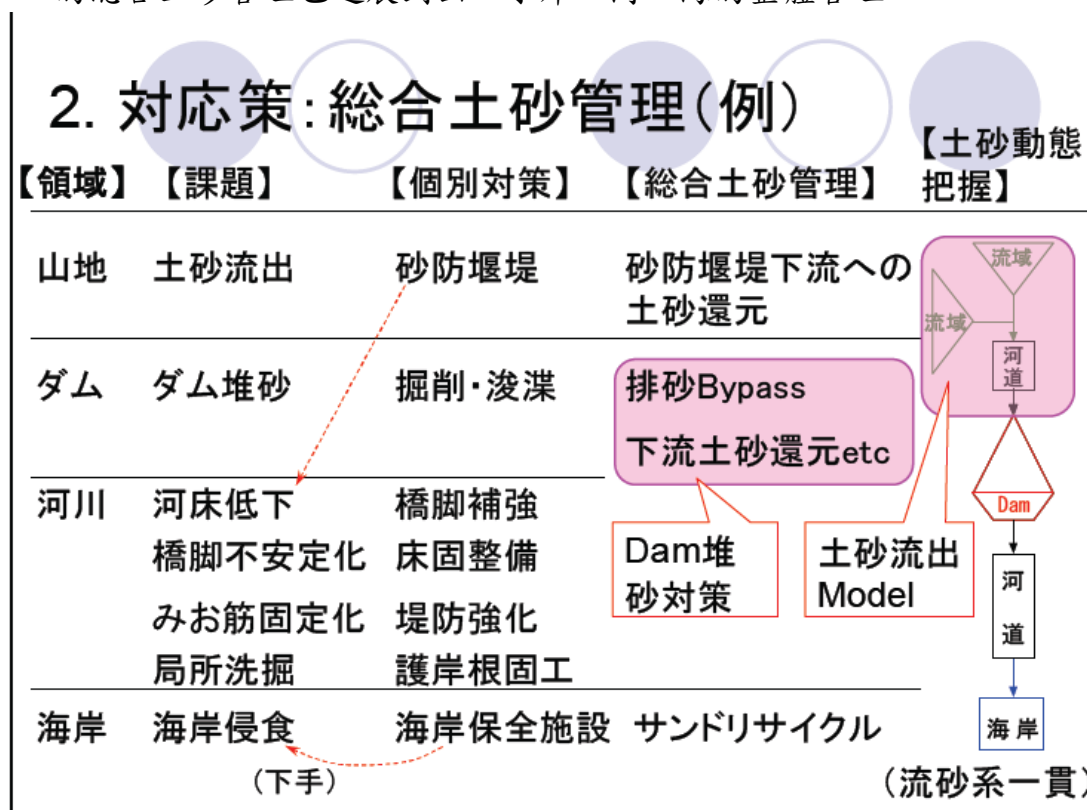 2. 対応策:総合土砂管理(例)
【領域】 【課題】 【個別対策】 【総合土砂管理】 【土砂動態
把握】
山地 土砂流出 砂防堰堤 砂防堰堤下流への
土砂還元
流域
流域
河
道
ダム ダム堆砂 掘削・浚渫 排砂Bypass
下流土砂還元etc
Dam
河川 河床低下 橋脚補強
橋脚不安定化 床固整備
みお筋固定化 堤防強化
局所洗掘 護岸根固工
Dam堆
砂対策
土砂流出
Model
河
道
海岸 海岸侵食 海岸保全施設 サンドリサイクル
海岸
(下手)
(流砂系一貫)